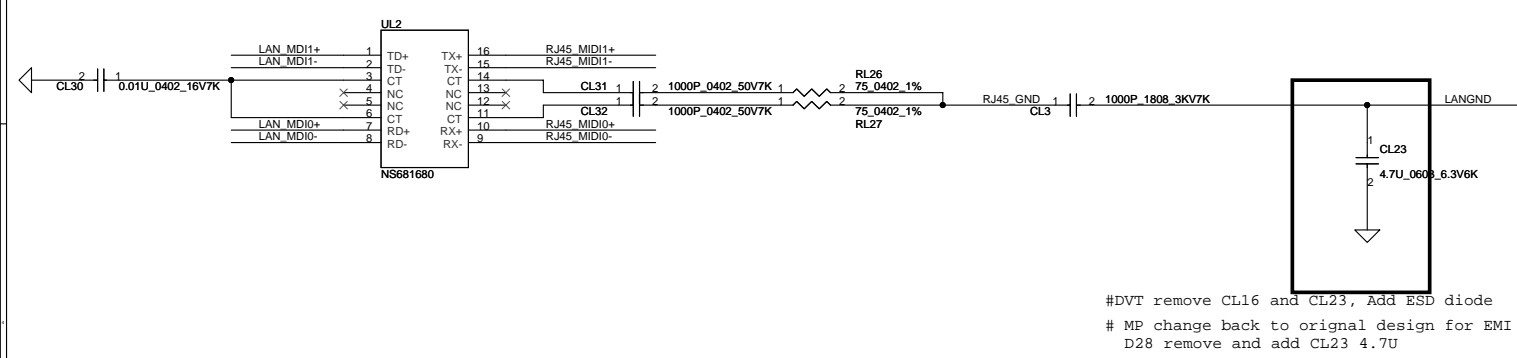 UL2
LAN_MDI1+ 1 TD+ TX+ 16 RJ45_MIDI1+
LAN_MDI1- 2 TD- TX- 15 RJ45_MIDI1-
3 CT CT 14
4 NC NC 13
5 NC NC 12
6 CT CT 11
LAN_MDI0+ 7 RD+ RX+ 10 RJ45_MIDI0+
LAN_MDI0- 8 RD- RX- 9 RJ45_MIDI0-
NS681680
2 1
CL30 0.01U_0402_16V7K
CL31 1 2 1000P_0402_50V7K 1 2
RL26
75_0402_1%
CL32 1 2 1000P_0402_50V7K 1 2
75_0402_1%
RL27
RJ45_GND 1 2 1000P_1808_3KV7K
CL3
LANGND
1
CL23
4.7U_0603_6.3V6K
2
#DVT remove CL16 and CL23, Add ESD diode
# MP change back to orignal design for EMI
D28 remove and add CL23 4.7U